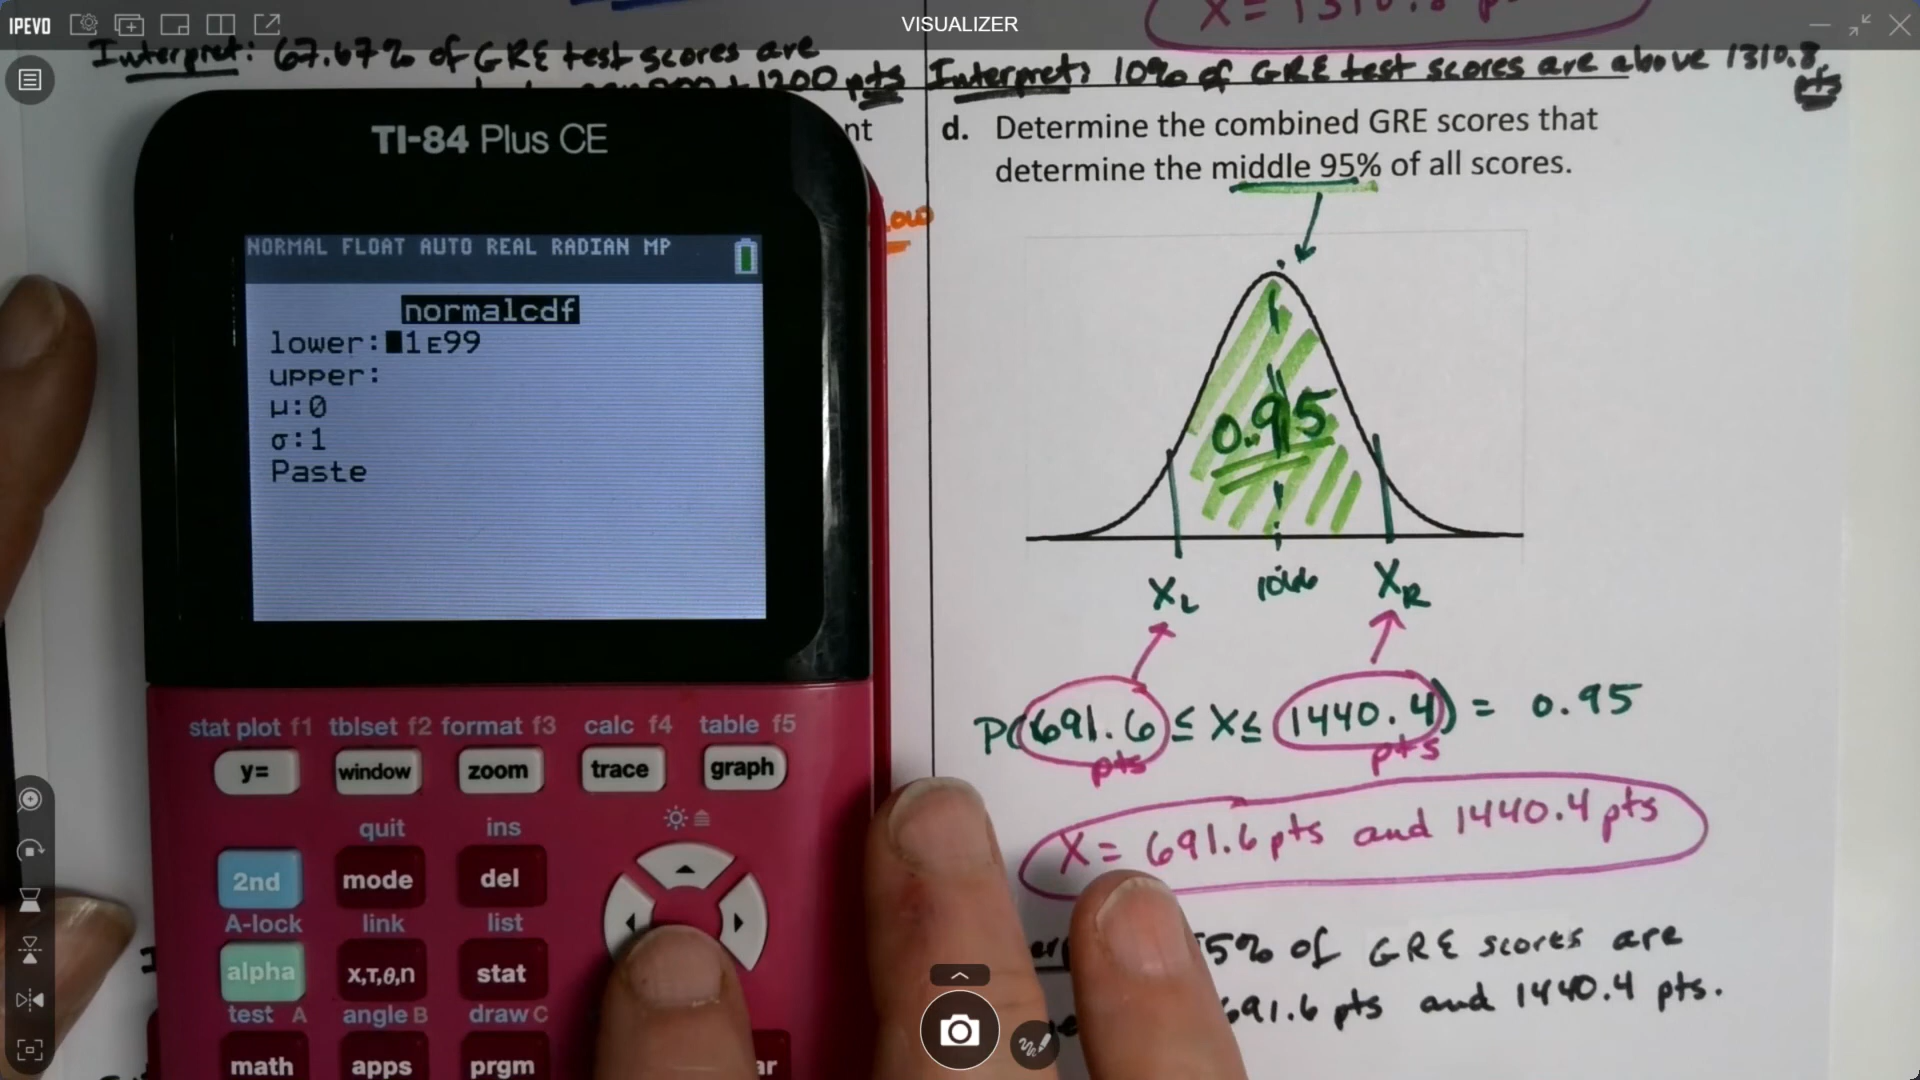 IPEVO
VISUALIZER
X = 1310.8
Interpret: 67.67% of GRE test scores are
1200 pts
Interpret: 10% of GRE test scores are above 1310.8
pts
TI-84 Plus CE
NORMAL FLOAT AUTO REAL RADIAN MP
normalcdf
lower:■1E99
upper:
μ:0
σ:1
Paste
stat plot f1 tblset f2 format f3 calc f4 table f5
y= window zoom trace graph
quit ins
2nd mode del
A-lock link list
alpha X,T,θ,n stat
test A angle B draw C
math apps prgm
nt
d. Determine the combined GRE scores that
determine the middle 95% of all scores.
0.95
XL 1066 XR
P(691.6 ≤ X ≤ 1440.4) = 0.95
pts pts
X = 691.6 pts and 1440.4 pts
5% of GRE scores are
691.6 pts and 1440.4 pts.